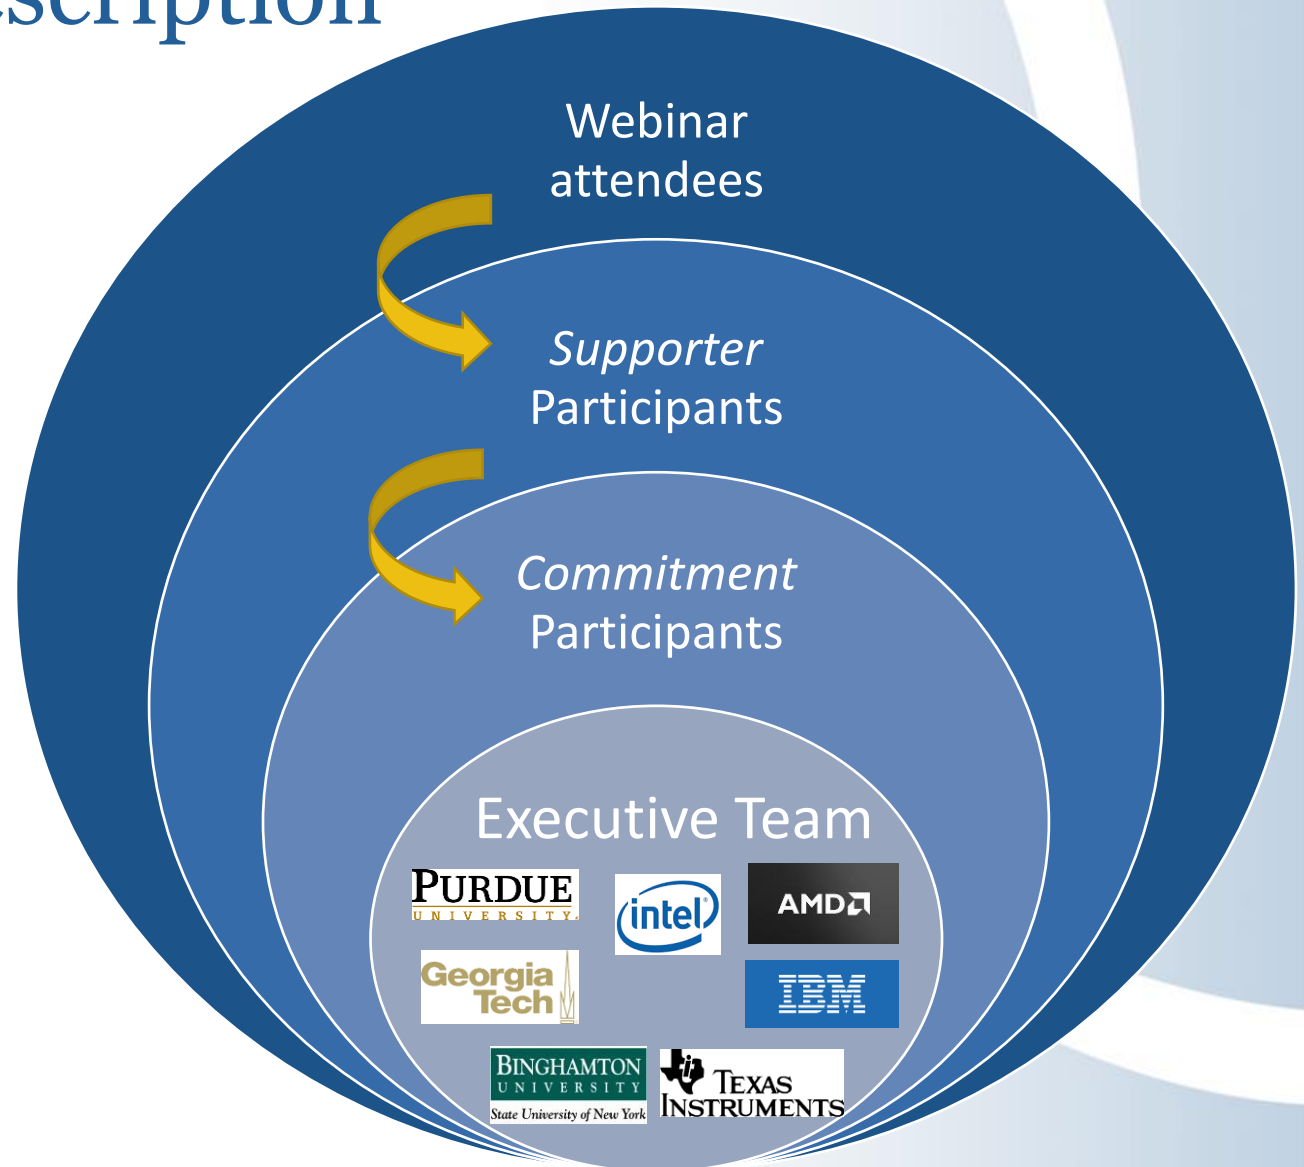 Webinar
attendees
Supporter
Participants
Commitment
Participants
Executive Team
PURDUE
UNIVERSITY
intel
AMD
Georgia
Tech
IBM
BINGHAMTON
UNIVERSITY
State University of New York
TEXAS
INSTRUMENTS